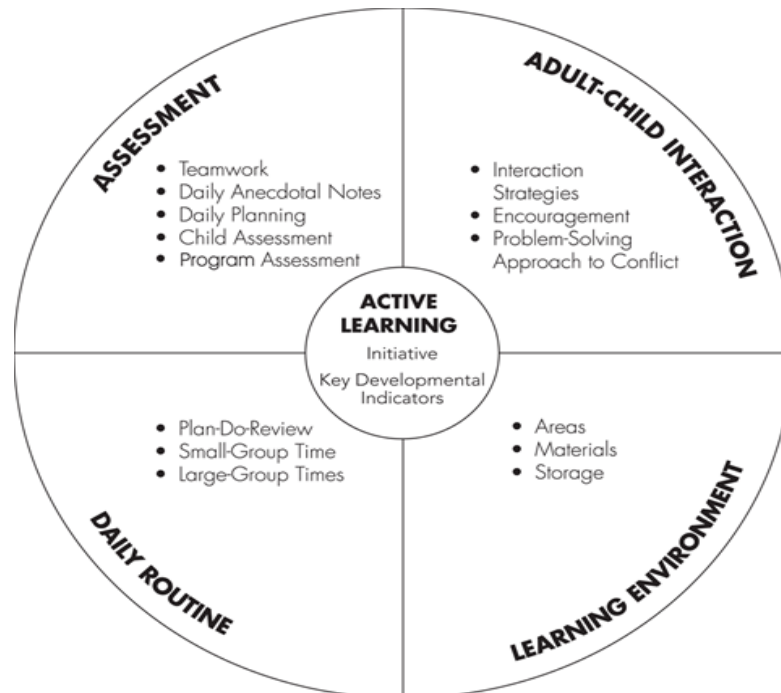 ASSESSMENT
• Teamwork
• Daily Anecdotal Notes
• Daily Planning
• Child Assessment
• Program Assessment
ADULT-CHILD INTERACTION
• Interaction
Strategies
• Encouragement
• Problem-Solving
Approach to Conflict
ACTIVE
LEARNING
Initiative
Key Developmental
Indicators
• Plan-Do-Review
• Small-Group Time
• Large-Group Times
DAILY ROUTINE
• Areas
• Materials
• Storage
LEARNING ENVIRONMENT